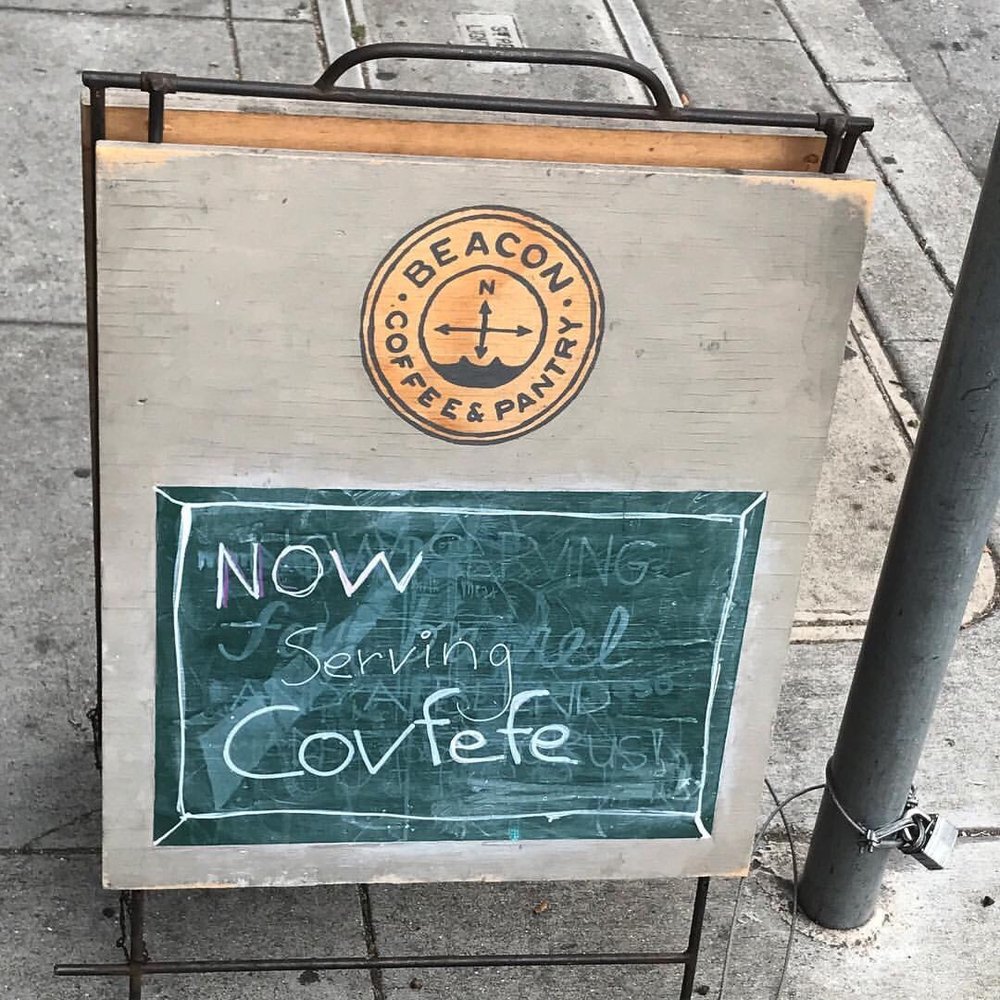 BEACON
N
COFFEE & PANTRY
NOW
Serving
Covfefe